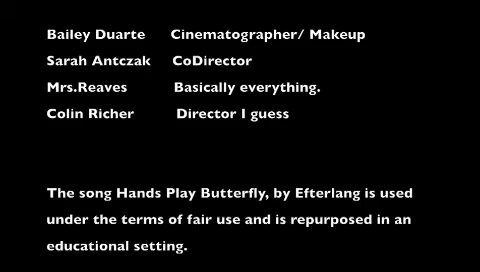 Bailey Duarte Cinematographer/ Makeup
Sarah Antczak CoDirector
Mrs.Reaves Basically everything.
Colin Richer Director I guess
The song Hands Play Butterfly, by Efterlang is used
under the terms of fair use and is repurposed in an
educational setting.